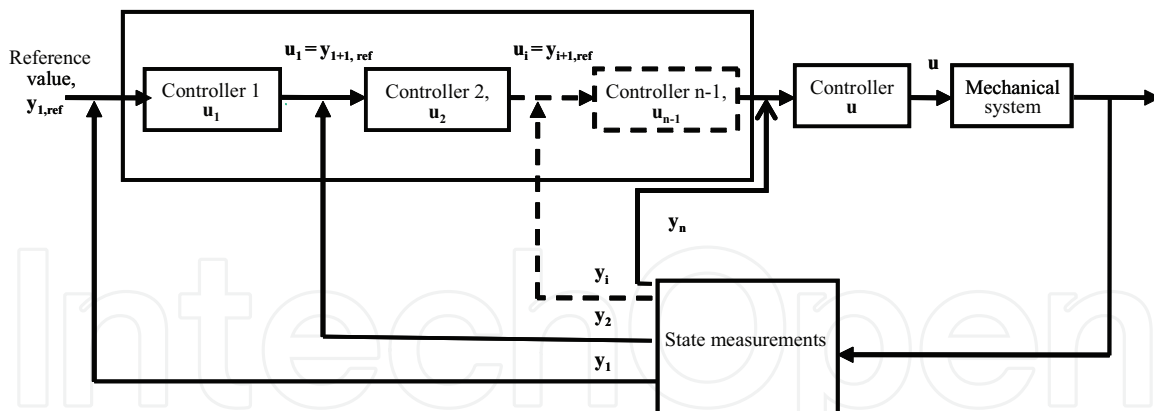 Reference
value,
y1,ref
Controller 1
u1
u1 = y1+1, ref
Controller 2,
u2
ui = yi+1,ref
Controller n-1,
un-1
Controller
u
u
Mechanical
system
yn
yi
y2
y1
State measurements
IntechOpen